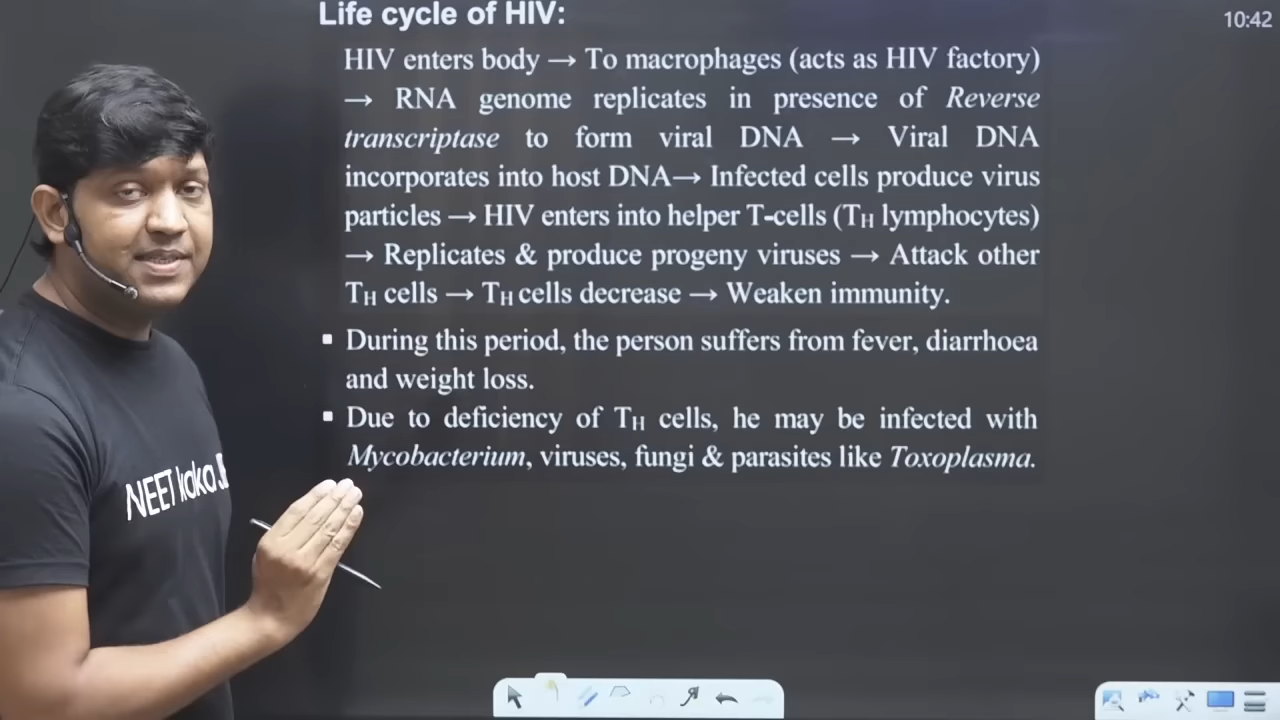 Life cycle of HIV:
10:42
HIV enters body → To macrophages (acts as HIV factory)
→ RNA genome replicates in presence of Reverse
transcriptase to form viral DNA → Viral DNA
incorporates into host DNA→ Infected cells produce virus
particles → HIV enters into helper T-cells (TH lymphocytes)
→ Replicates & produce progeny viruses → Attack other
TH cells → TH cells decrease → Weaken immunity.
▪ During this period, the person suffers from fever, diarrhoea
and weight loss.
▪ Due to deficiency of TH cells, he may be infected with
Mycobacterium, viruses, fungi & parasites like Toxoplasma.
NEET kaka